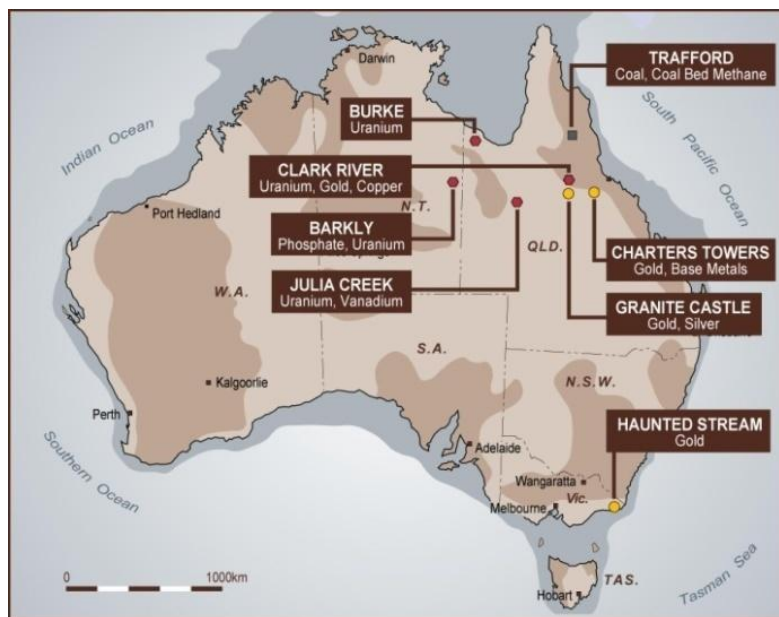 Darwin
TRAFFORD
Coal, Coal Bed Methane
BURKE
Uranium
Indian Ocean
South Pacific Ocean
CLARK RIVER
Uranium, Gold, Copper
N.T.
Port Hedland
BARKLY
Phosphate, Uranium
QLD.
CHARTERS TOWERS
Gold, Base Metals
JULIA CREEK
Uranium, Vanadium
W.A.
GRANITE CASTLE
Gold, Silver
S.A.
N.S.W.
Kalgoorlie
Perth
HAUNTED STREAM
Gold
Adelaide
Southern Ocean
Wangaratta
Vic.
Melbourne
0 1000km
TAS.
Hobart
Tasman Sea